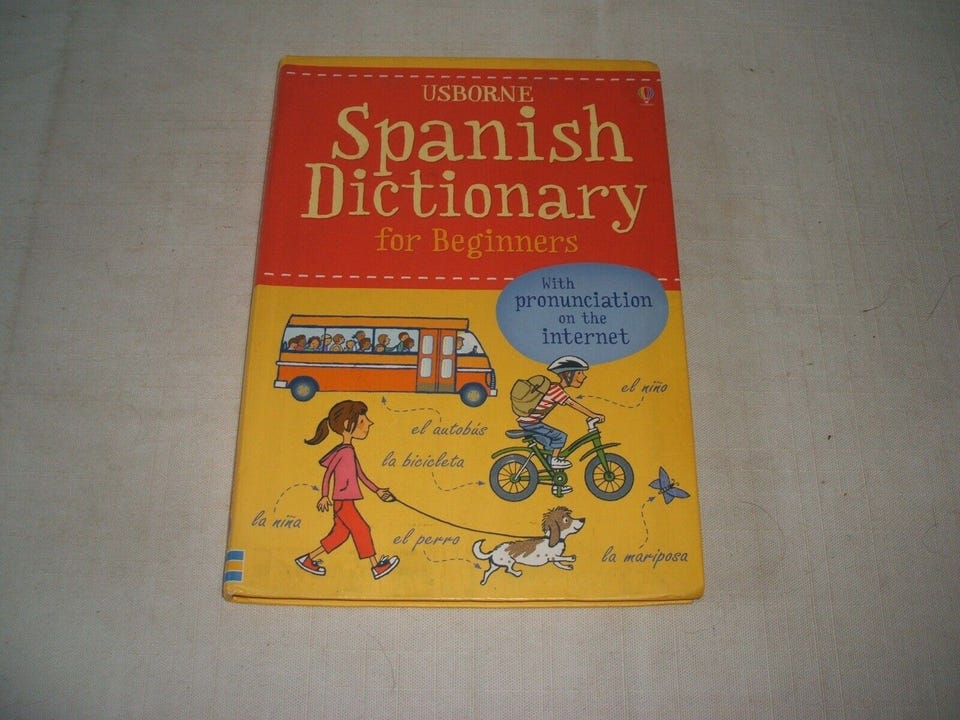 USBORNE
Spanish
Dictionary
for Beginners
With
pronunciation
on the
internet
el niño
el autobús
la bicicleta
la niña
el perro
la mariposa